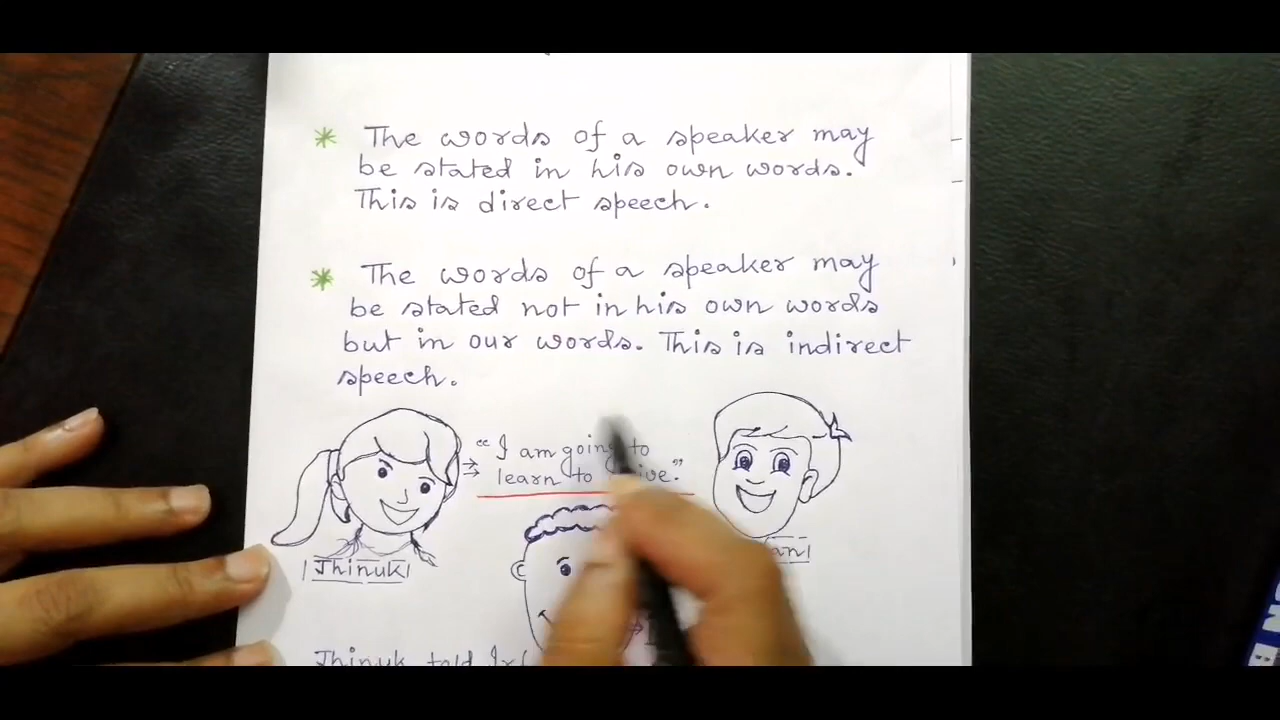 * The words of a speaker may
be stated in his own words.
This is direct speech.
* The words of a speaker may
be stated not in his own words
but in our words. This is indirect
speech.
"I am going to
learn to
Jhinuk
Jhinuk told